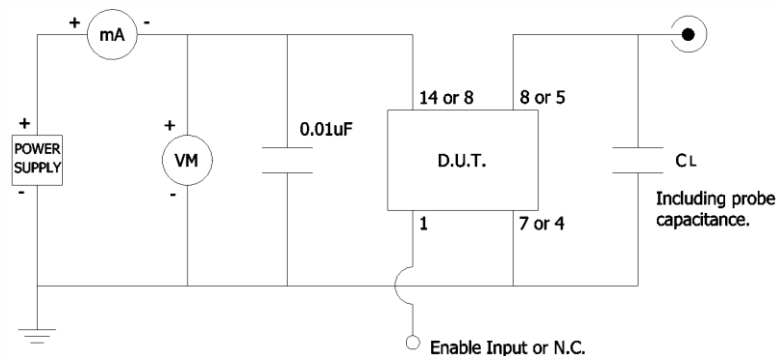 + mA -
+
POWER
SUPPLY
-
+
VM
-
0.01uF
14 or 8
8 or 5
D.U.T.
1
7 or 4
CL
Including probe
capacitance.
Enable Input or N.C.